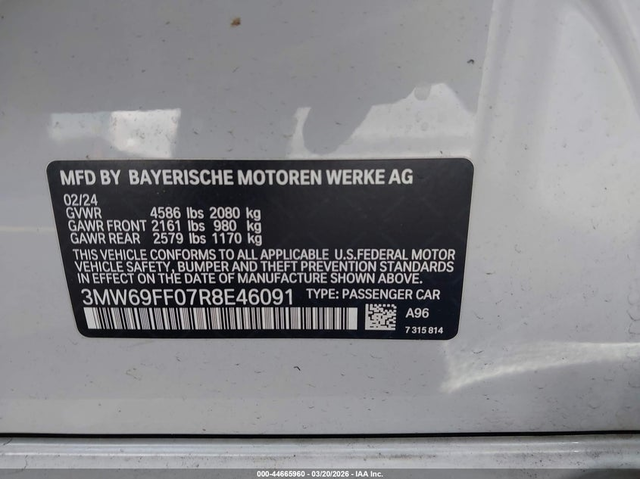 MFD BY BAYERISCHE MOTOREN WERKE AG
02/24
GVWR 4586 lbs 2080 kg
GAWR FRONT 2161 lbs 980 kg
GAWR REAR 2579 lbs 1170 kg
THIS VEHICLE CONFORMS TO ALL APPLICABLE U.S.FEDERAL MOTOR
VEHICLE SAFETY, BUMPER AND THEFT PREVENTION STANDARDS
IN EFFECT ON THE DATE OF MANUFACTURE SHOWN ABOVE.
3MW69FF07R8E46091 TYPE: PASSENGER CAR
A96
7 315 814
000-44665960 | 03/20/2026 | IAA Inc.